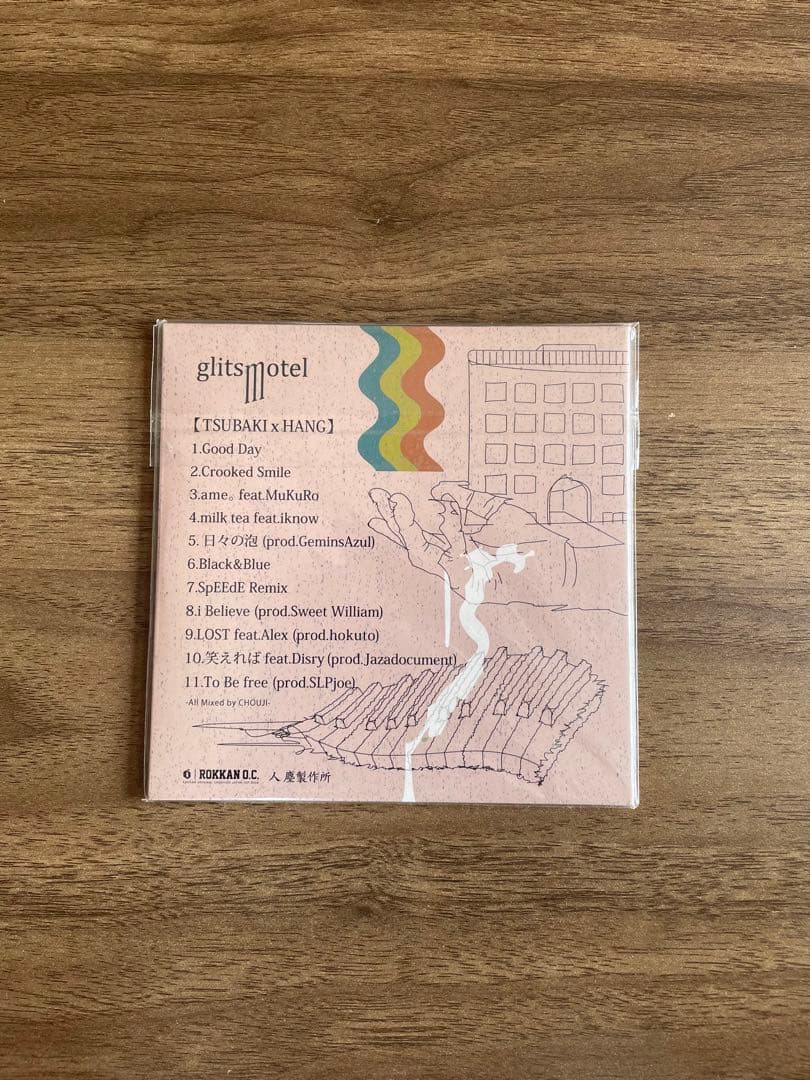 glitsmotel
【TSUBAKI x HANG】
1.Good Day
2.Crooked Smile
3.ame。feat.MuKuRo
4.milk tea feat.iknow
5. 日々の泡 (prod.GeminsAzul)
6.Black&Blue
7.SpEEdE Remix
8.i Believe (prod.Sweet William)
9.LOST feat.Alex (prod.hokuto)
10.笑えれば feat.Disry (prod.Jazadocument)
11.To Be free (prod.SLPjoe)
-All Mixed by CHOUJI-
ROKKAN O.C. 人塵製作所